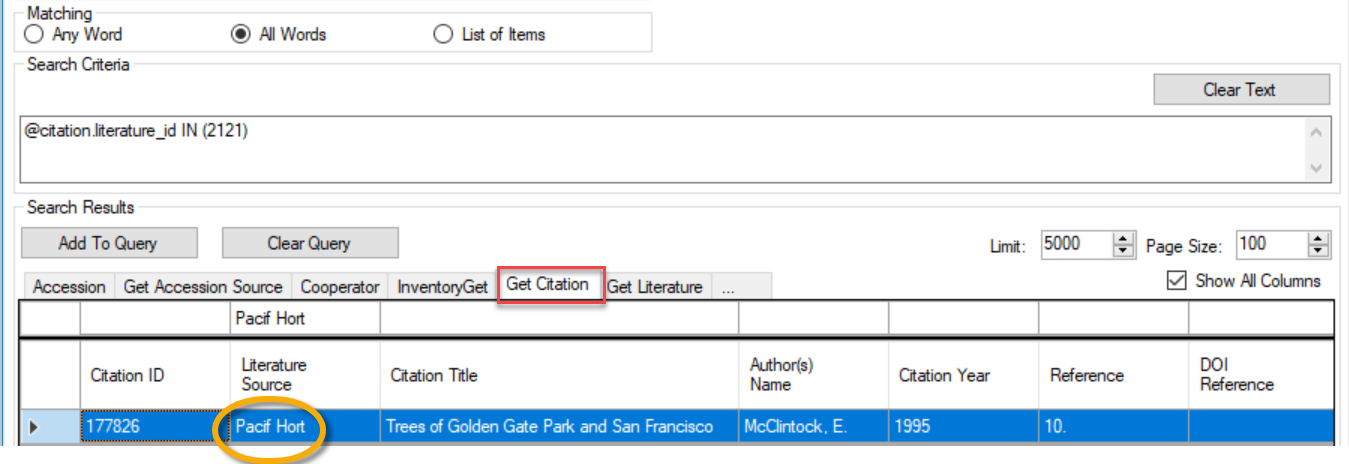 Matching
Any Word All Words List of Items
Search Criteria
Clear Text
@citation.literature_id IN (2121)
Search Results
Add To Query Clear Query Limit: 5000 Page Size: 100
Accession Get Accession Source Cooperator InventoryGet Get Citation Get Literature ... Show All Columns
Pacif Hort
Citation ID Literature Source Citation Title Author(s) Name Citation Year Reference DOI Reference
177826 Pacif Hort Trees of Golden Gate Park and San Francisco McClintock, E. 1995 10.